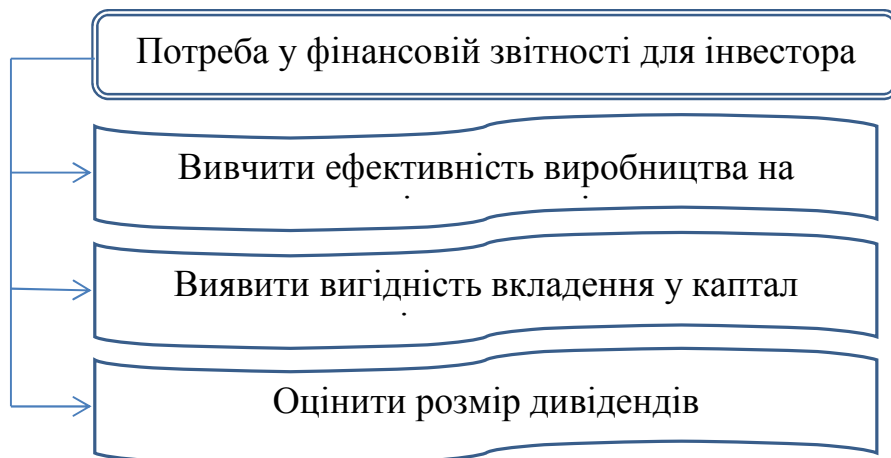 Потреба у фінансовій звітності для інвестора
Вивчити ефективність виробництва на
Виявити вигідність вкладення у каптал
Оцінити розмір дивідендів